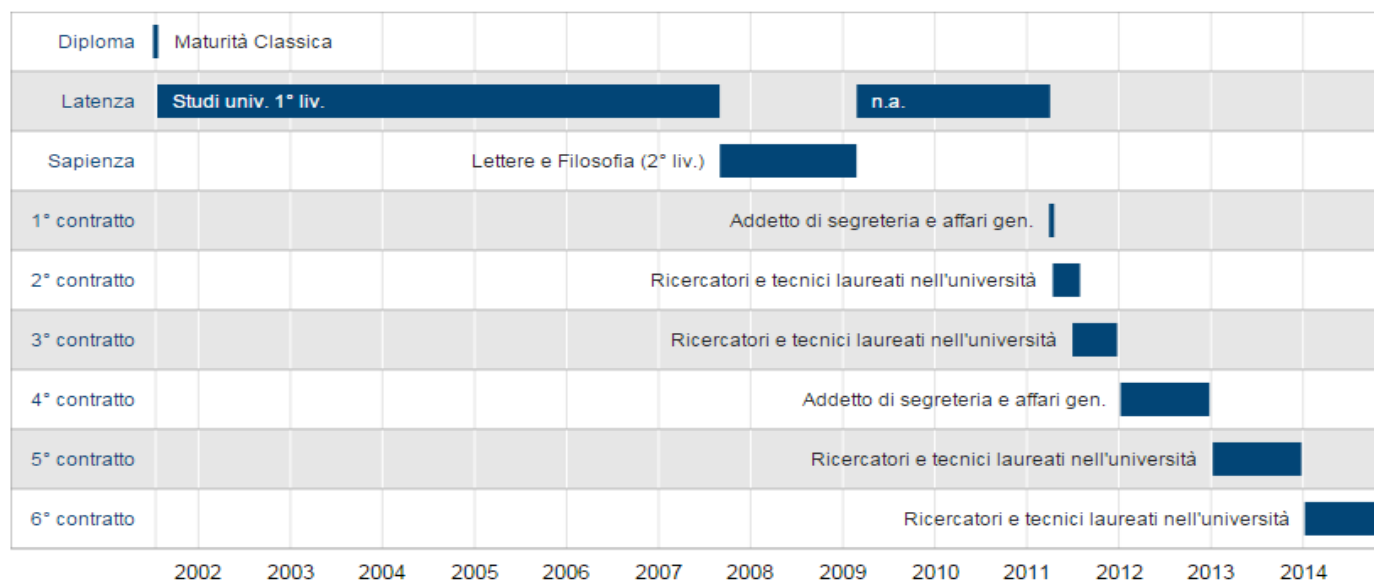 Diploma Maturità Classica
Latenza Studi univ. 1° liv. n.a.
Sapienza Lettere e Filosofia (2° liv.)
1° contratto Addetto di segreteria e affari gen.
2° contratto Ricercatori e tecnici laureati nell'università
3° contratto Ricercatori e tecnici laureati nell'università
4° contratto Addetto di segreteria e affari gen.
5° contratto Ricercatori e tecnici laureati nell'università
6° contratto Ricercatori e tecnici laureati nell'università
2002 2003 2004 2005 2006 2007 2008 2009 2010 2011 2012 2013 2014